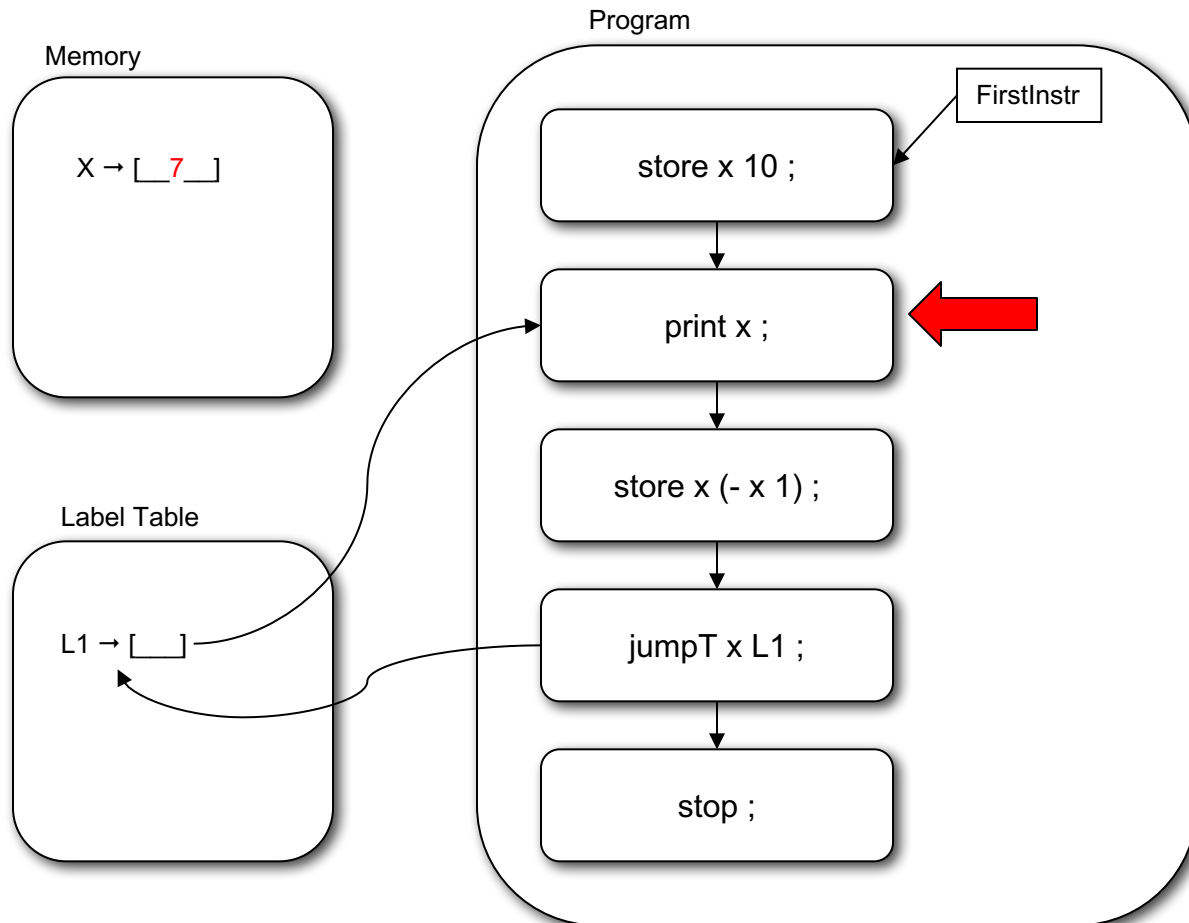 Program
Memory
FirstInstr
X → [__7__]
store x 10 ;
print x ;
store x (- x 1) ;
Label Table
L1 → [___]
jumpT x L1 ;
stop ;